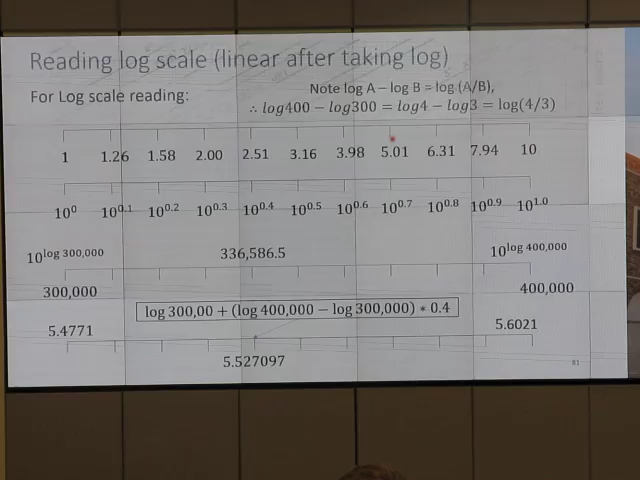 Reading log scale (linear after taking log)
For Log scale reading:
Note log A – log B = log (A/B),
∴ log400 − log300 = log4 − log3 = log(4/3)
1 1.26 1.58 2.00 2.51 3.16 3.98 5.01 6.31 7.94 10
10⁰ 10⁰·¹ 10⁰·² 10⁰·³ 10⁰·⁴ 10⁰·⁵ 10⁰·⁶ 10⁰·⁷ 10⁰·⁸ 10⁰·⁹ 10¹·⁰
10^log 300,000 336,586.5 10^log 400,000
300,000 400,000
log 300,00 + (log 400,000 − log 300,000) * 0.4
5.4771 5.6021
5.527097
81